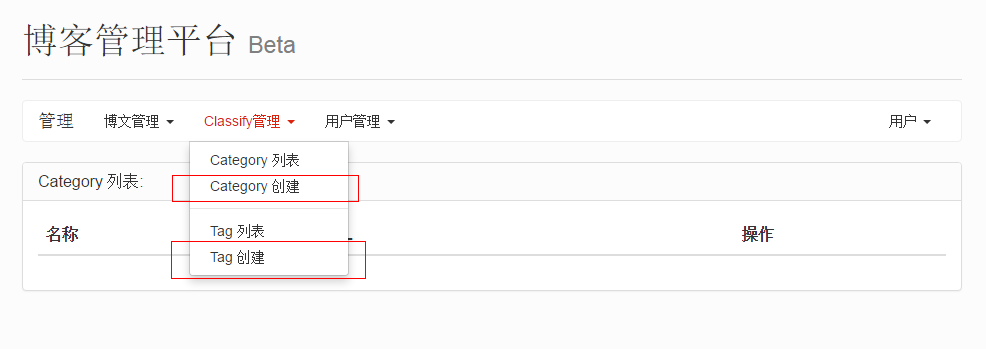 博客管理平台 Beta
管理 博文管理 Classify管理 用户管理 用户
Category 列表
Category 创建
Tag 列表
Tag 创建
Category 列表:
名称 操作